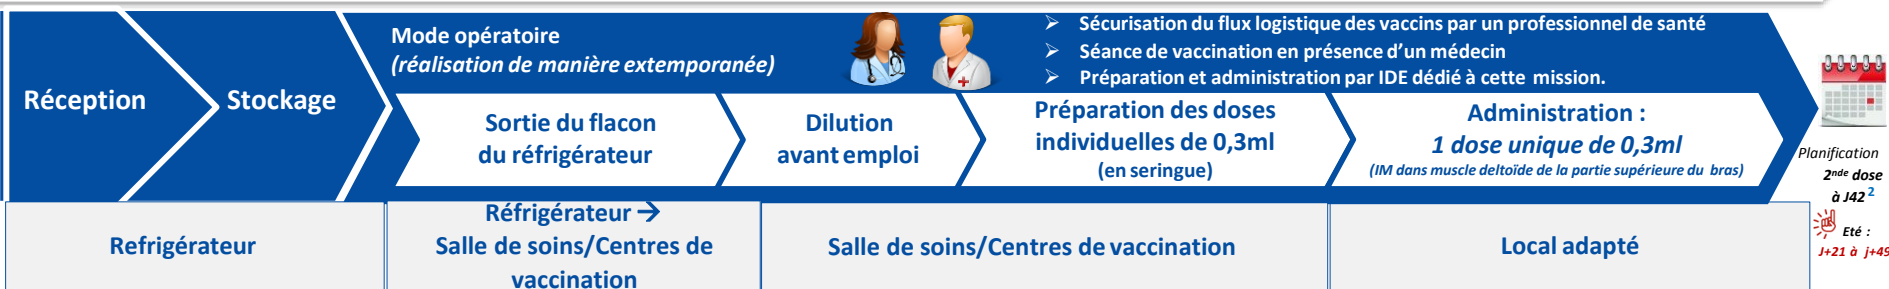 Réception
Stockage
Mode opératoire
(réalisation de manière extemporanée)
➢ Sécurisation du flux logistique des vaccins par un professionnel de santé
➢ Séance de vaccination en présence d’un médecin
➢ Préparation et administration par IDE dédié à cette mission.
Sortie du flacon
du réfrigérateur
Dilution
avant emploi
Préparation des doses
individuelles de 0,3ml
(en seringue)
Administration :
1 dose unique de 0,3ml
(IM dans muscle deltoïde de la partie supérieure du bras)
Planification
2nde dose
à J42 2
Eté :
J+21 à j+49
Refrigérateur
Réfrigérateur →
Salle de soins/Centres de
vaccination
Salle de soins/Centres de vaccination
Local adapté